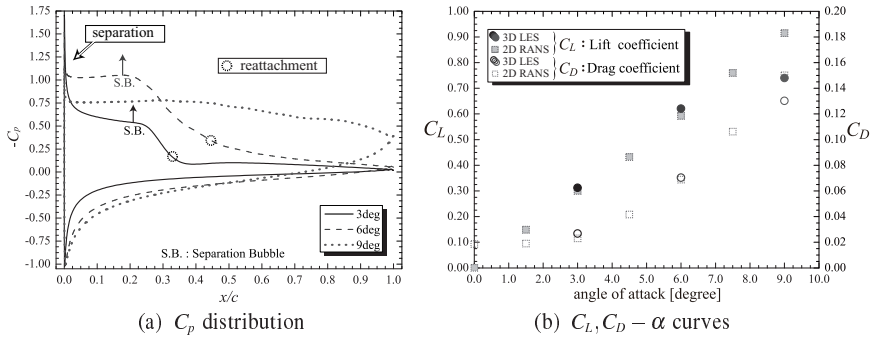 1.75
1.50
1.25
1.00
0.75
0.50
0.25
0.00
-0.25
-0.50
-0.75
-1.00
-Cp
separation
reattachment
S.B.
S.B.
3deg
6deg
9deg
S.B. : Separation Bubble
0.0 0.1 0.2 0.3 0.4 0.5 0.6 0.7 0.8 0.9 1.0
x/c
(a) Cp distribution
1.00
0.90
0.80
0.70
0.60
0.50
0.40
0.30
0.20
0.10
0.00
CL
3D LES
2D RANS
CL : Lift coefficient
3D LES
2D RANS
CD : Drag coefficient
0.20
0.18
0.16
0.14
0.12
0.10
0.08
0.06
0.04
0.02
0.00
CD
0.0 1.0 2.0 3.0 4.0 5.0 6.0 7.0 8.0 9.0 10.0
angle of attack [degree]
(b) CL, CD − α curves